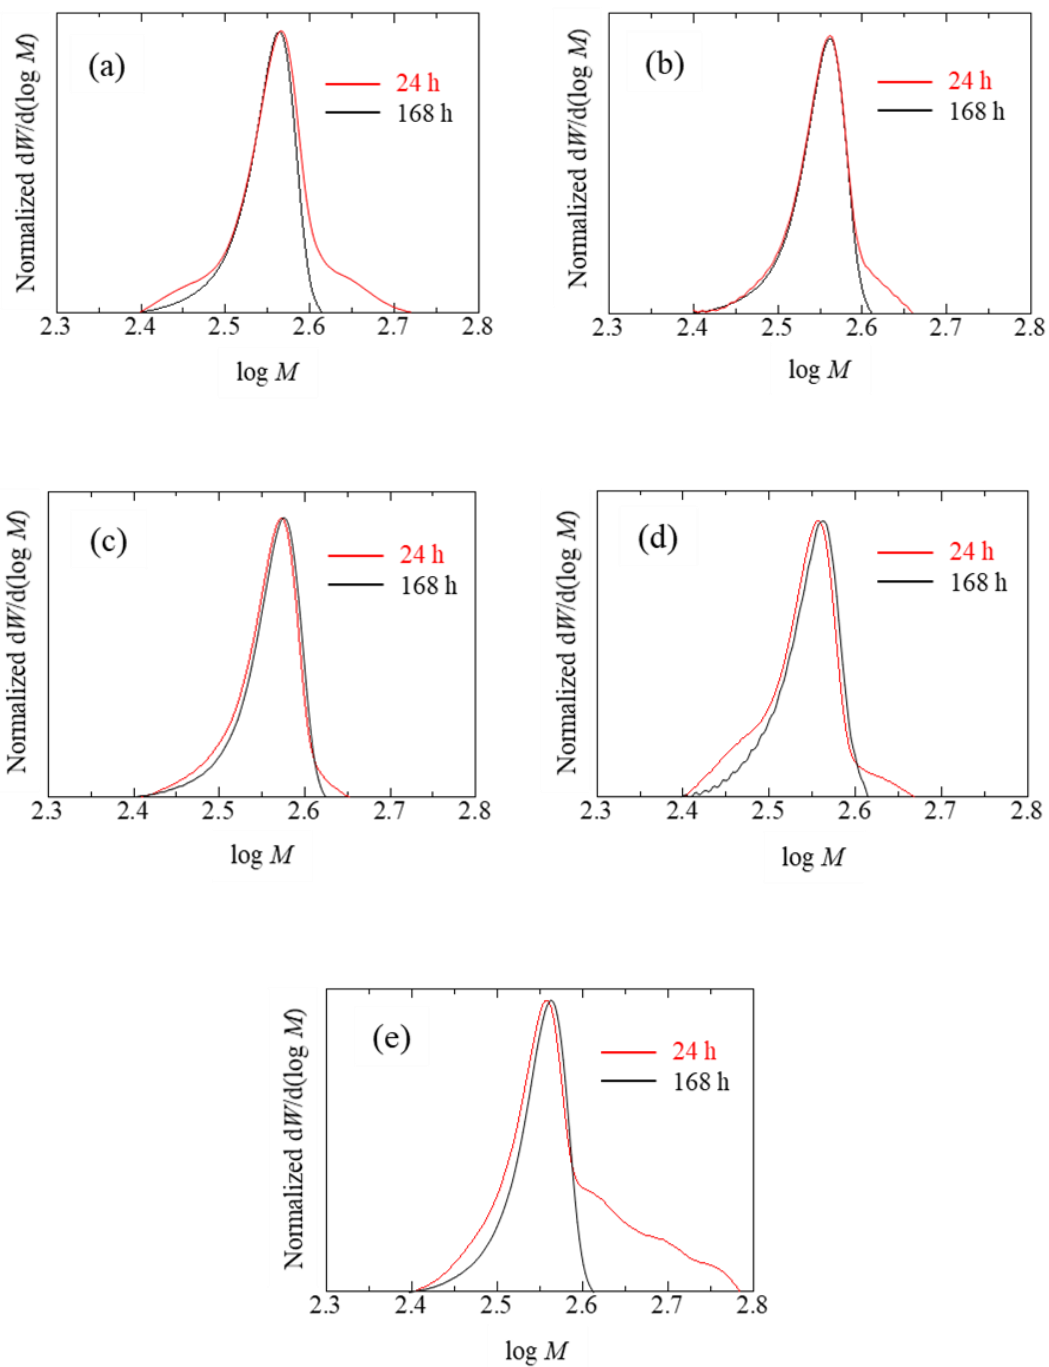 (a)
24 h
168 h
Normalized dW/d(log M)
2.3 2.4 2.5 2.6 2.7 2.8
log M
(b)
24 h
168 h
Normalized dW/d(log M)
2.3 2.4 2.5 2.6 2.7 2.8
log M
(c)
24 h
168 h
Normalized dW/d(log M)
2.3 2.4 2.5 2.6 2.7 2.8
log M
(d)
24 h
168 h
Normalized dW/d(log M)
2.3 2.4 2.5 2.6 2.7 2.8
log M
(e)
24 h
168 h
Normalized dW/d(log M)
2.3 2.4 2.5 2.6 2.7 2.8
log M